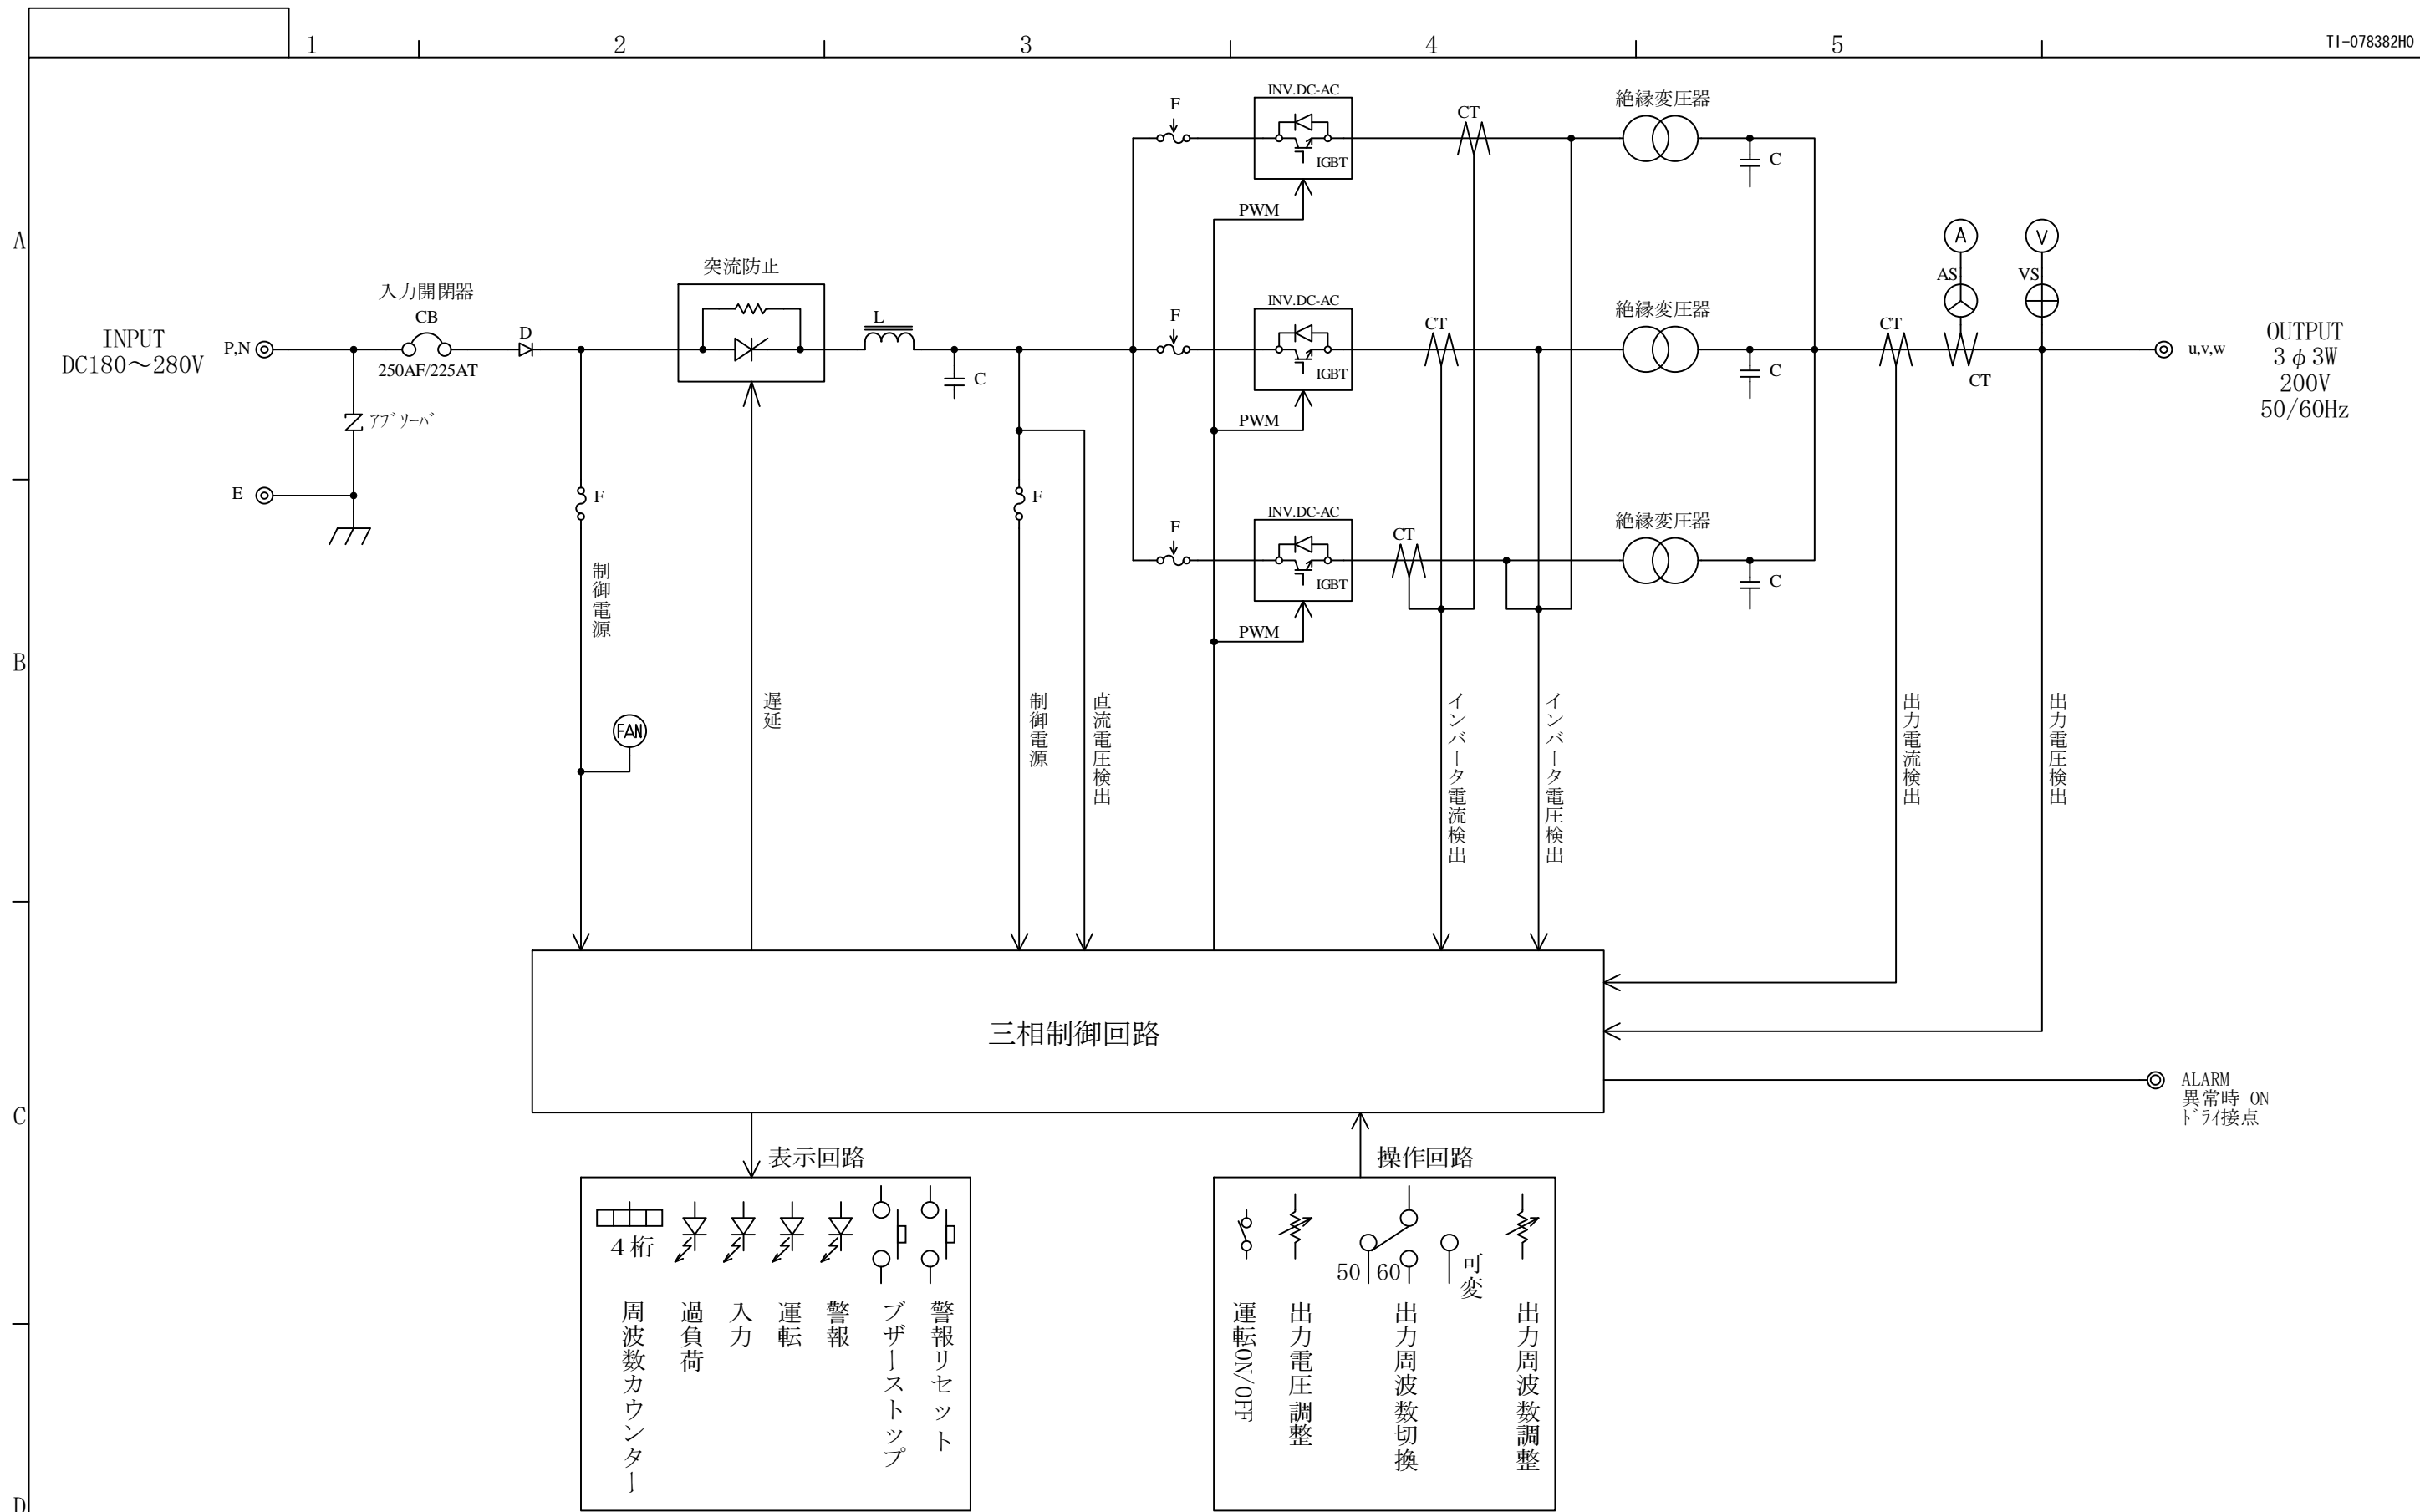 1
2
3
4
5
TI-078382H0
A
B
C
D
INPUT
DC180～280V
P,N
E
入力開閉器
CB
250AF/225AT
アブソーバ
D
F
制御電源
FAN
突流防止
遅延
L
C
F
制御電源
直流電圧検出
F
INV.DC-AC
IGBT
PWM
CT
絶縁変圧器
C
F
INV.DC-AC
IGBT
PWM
CT
絶縁変圧器
C
F
INV.DC-AC
IGBT
PWM
CT
絶縁変圧器
C
インバータ電流検出
インバータ電圧検出
CT
A
AS
CT
V
VS
出力電流検出
出力電圧検出
u,v,w
OUTPUT
3φ3W
200V
50/60Hz
三相制御回路
ALARM
異常時 ON
ドライ接点
表示回路
4桁
周波数カウンター
過負荷
入力
運転
警報
ブザーストップ
警報リセット
操作回路
50
60
可変
運転ON/OFF
出力電圧調整
出力周波数切換
出力周波数調整